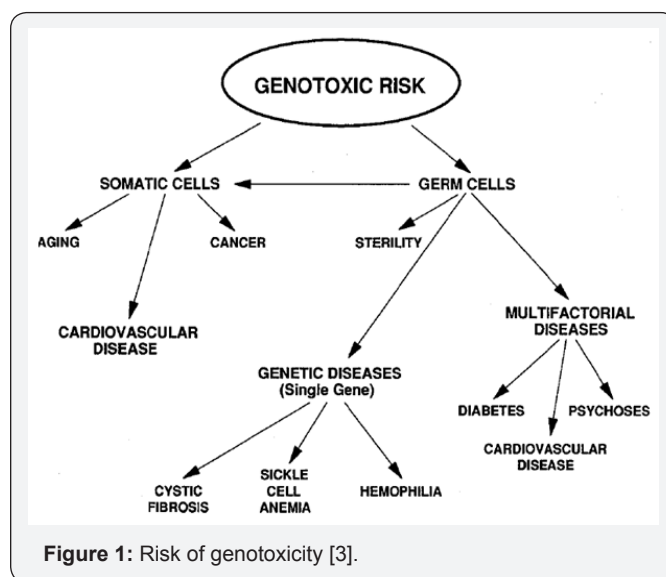 GENOTOXIC RISK
SOMATIC CELLS
GERM CELLS
AGING
CANCER
STERILITY
CARDIOVASCULAR
DISEASE
MULTIFACTORIAL
DISEASES
GENETIC DISEASES
(Single Gene)
DIABETES
PSYCHOSES
CARDIOVASCULAR
DISEASE
CYSTIC
FIBROSIS
SICKLE
CELL
ANEMIA
HEMOPHILIA
Figure 1: Risk of genotoxicity [3].